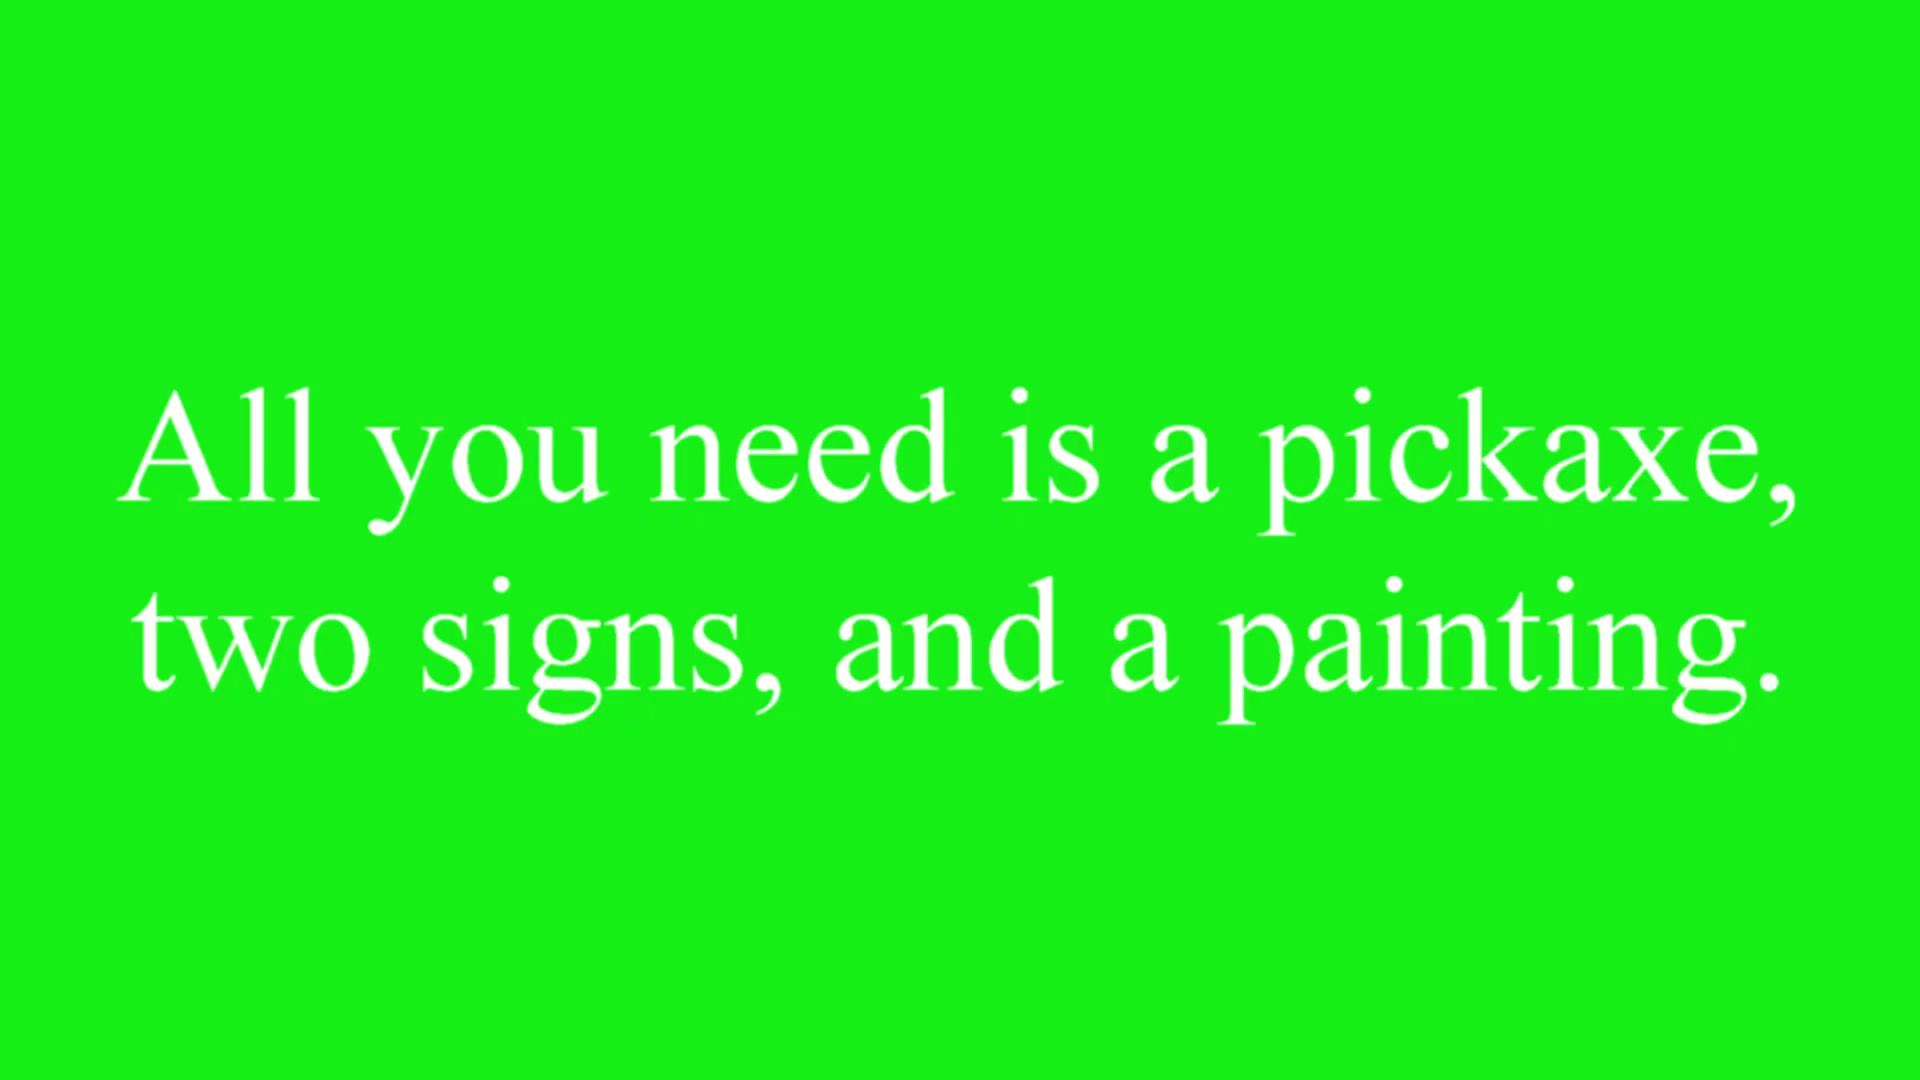 All you need is a pickaxe,
two signs, and a painting.